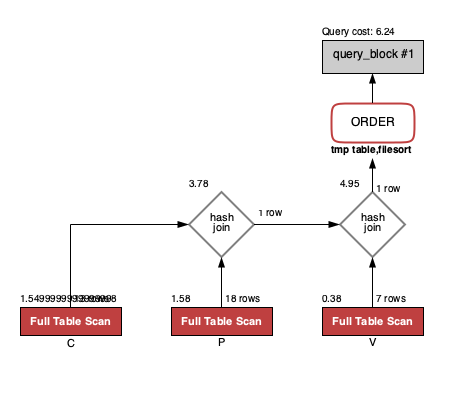 Query cost: 6.24
query_block #1
ORDER
tmp table,filesort
3.78
4.95
1 row
hash
join
1 row
hash
join
1.58
18 rows
0.38
7 rows
Full Table Scan
Full Table Scan
Full Table Scan
C
P
V